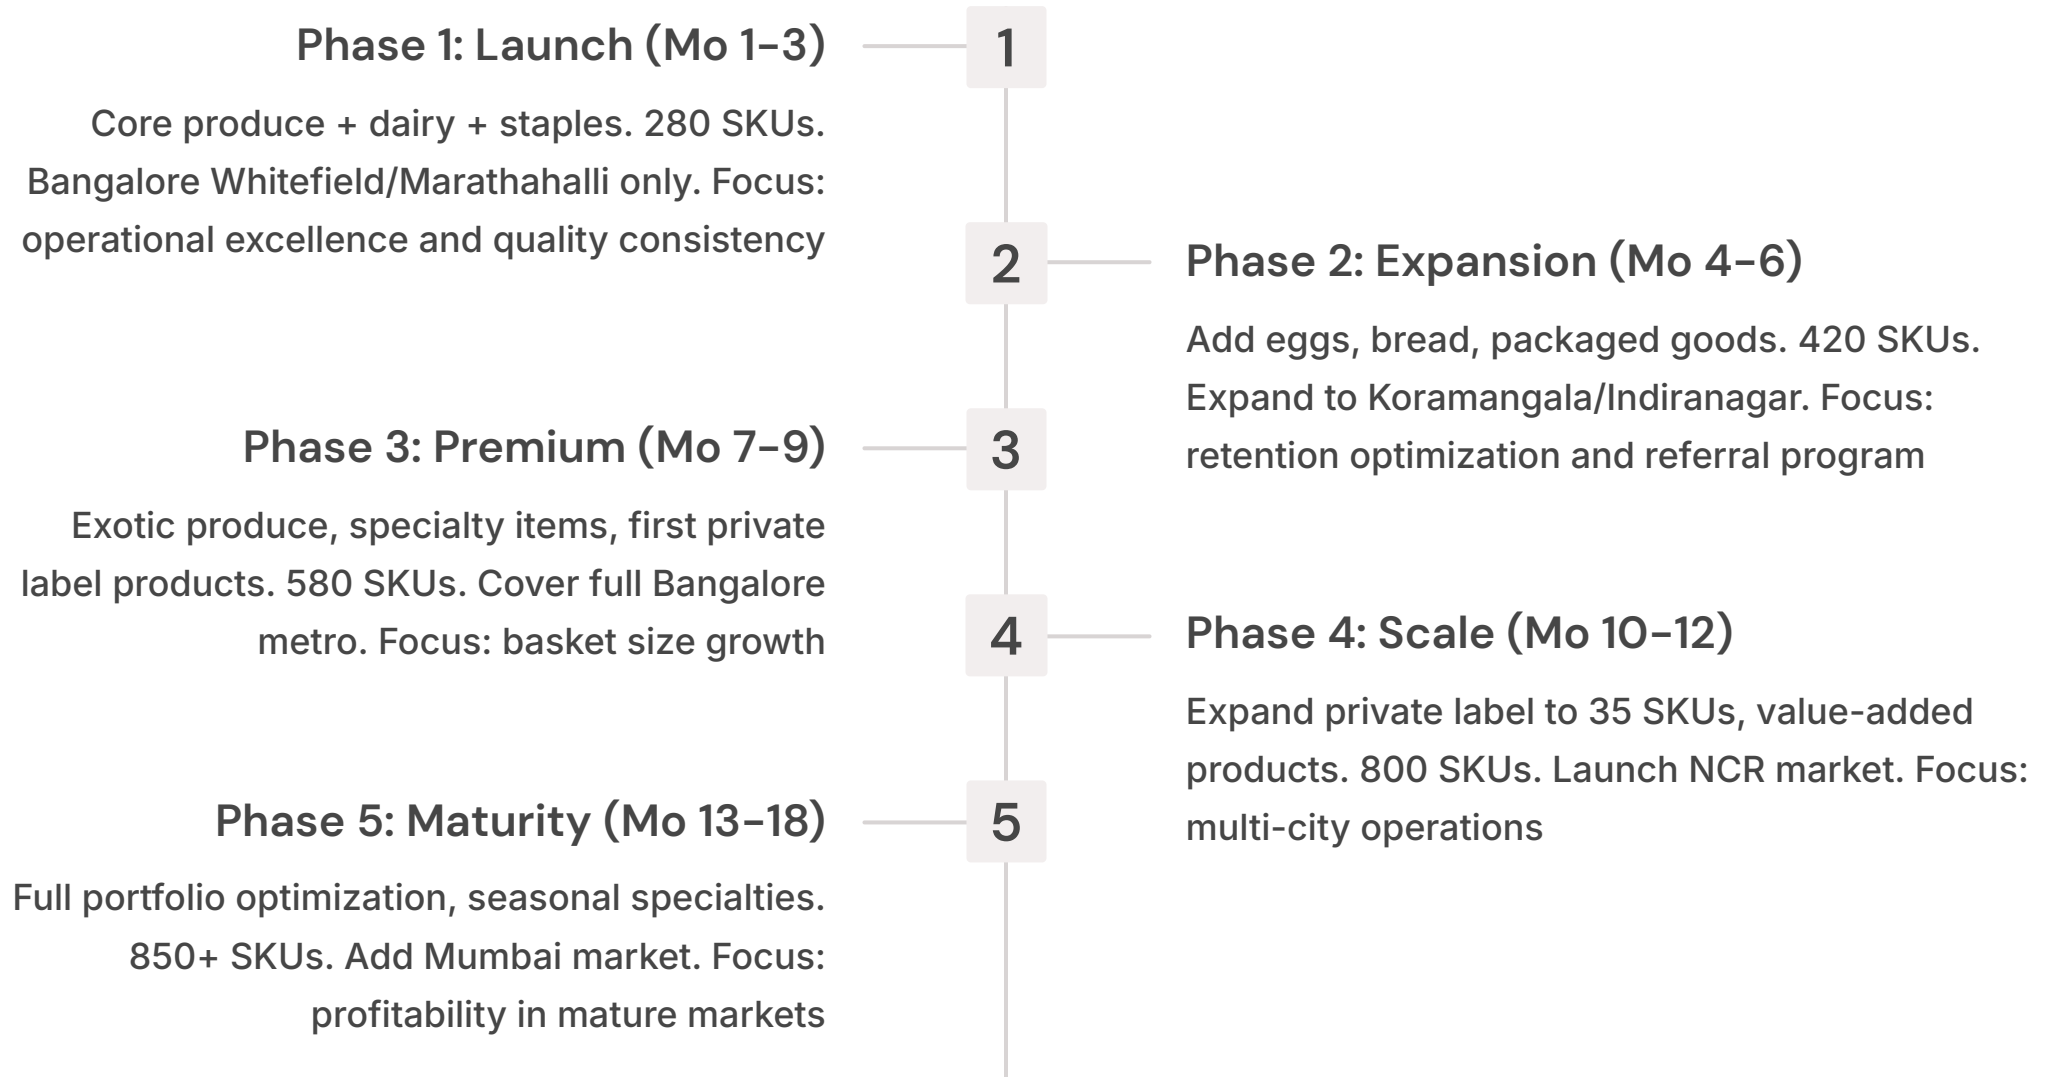 Phase 1: Launch (Mo 1–3)
1
Core produce + dairy + staples. 280 SKUs.
Bangalore Whitefield/Marathahalli only. Focus:
operational excellence and quality consistency
2
Phase 2: Expansion (Mo 4–6)
Add eggs, bread, packaged goods. 420 SKUs.
Expand to Koramangala/Indiranagar. Focus:
retention optimization and referral program
Phase 3: Premium (Mo 7–9)
3
Exotic produce, specialty items, first private
label products. 580 SKUs. Cover full Bangalore
metro. Focus: basket size growth
4
Phase 4: Scale (Mo 10–12)
Expand private label to 35 SKUs, value-added
products. 800 SKUs. Launch NCR market. Focus:
multi-city operations
Phase 5: Maturity (Mo 13–18)
5
Full portfolio optimization, seasonal specialties.
850+ SKUs. Add Mumbai market. Focus:
profitability in mature markets